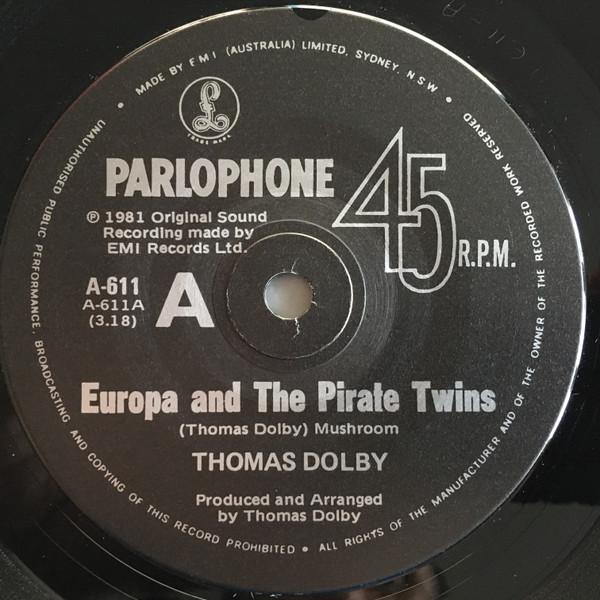 MADE BY EMI (AUSTRALIA) LIMITED, SYDNEY, N.S.W.
£
TRADE MARK
PARLOPHONE
45
R.P.M.
℗ 1981 Original Sound
Recording made by
EMI Records Ltd.
A-611
A-611A
(3.18)
A
Europa and The Pirate Twins
(Thomas Dolby) Mushroom
THOMAS DOLBY
Produced and Arranged
by Thomas Dolby
UNAUTHORISED PUBLIC PERFORMANCE, BROADCASTING AND COPYING OF THIS RECORD PROHIBITED • ALL RIGHTS OF THE MANUFACTURER AND OF THE OWNER OF THE RECORDED WORK RESERVED